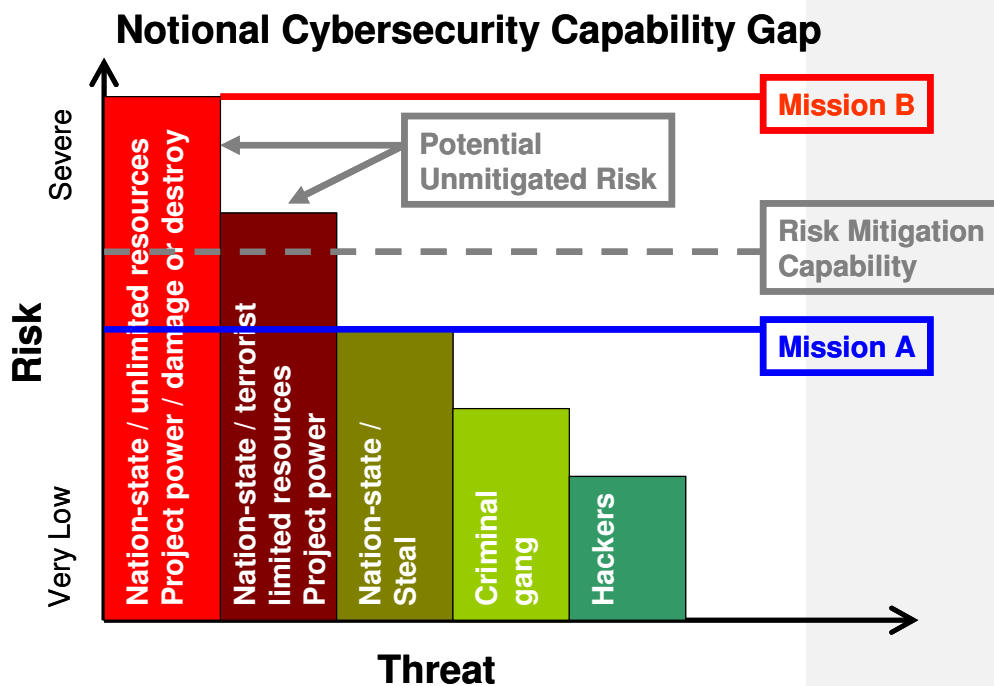 Notional Cybersecurity Capability Gap
Severe
Very Low
Risk
Mission B
Potential
Unmitigated Risk
Risk Mitigation
Capability
Mission A
Nation-state / unlimited resources
Project power / damage or destroy
Nation-state / terrorist
limited resources
Project power
Nation-state /
Steal
Criminal
gang
Hackers
Threat